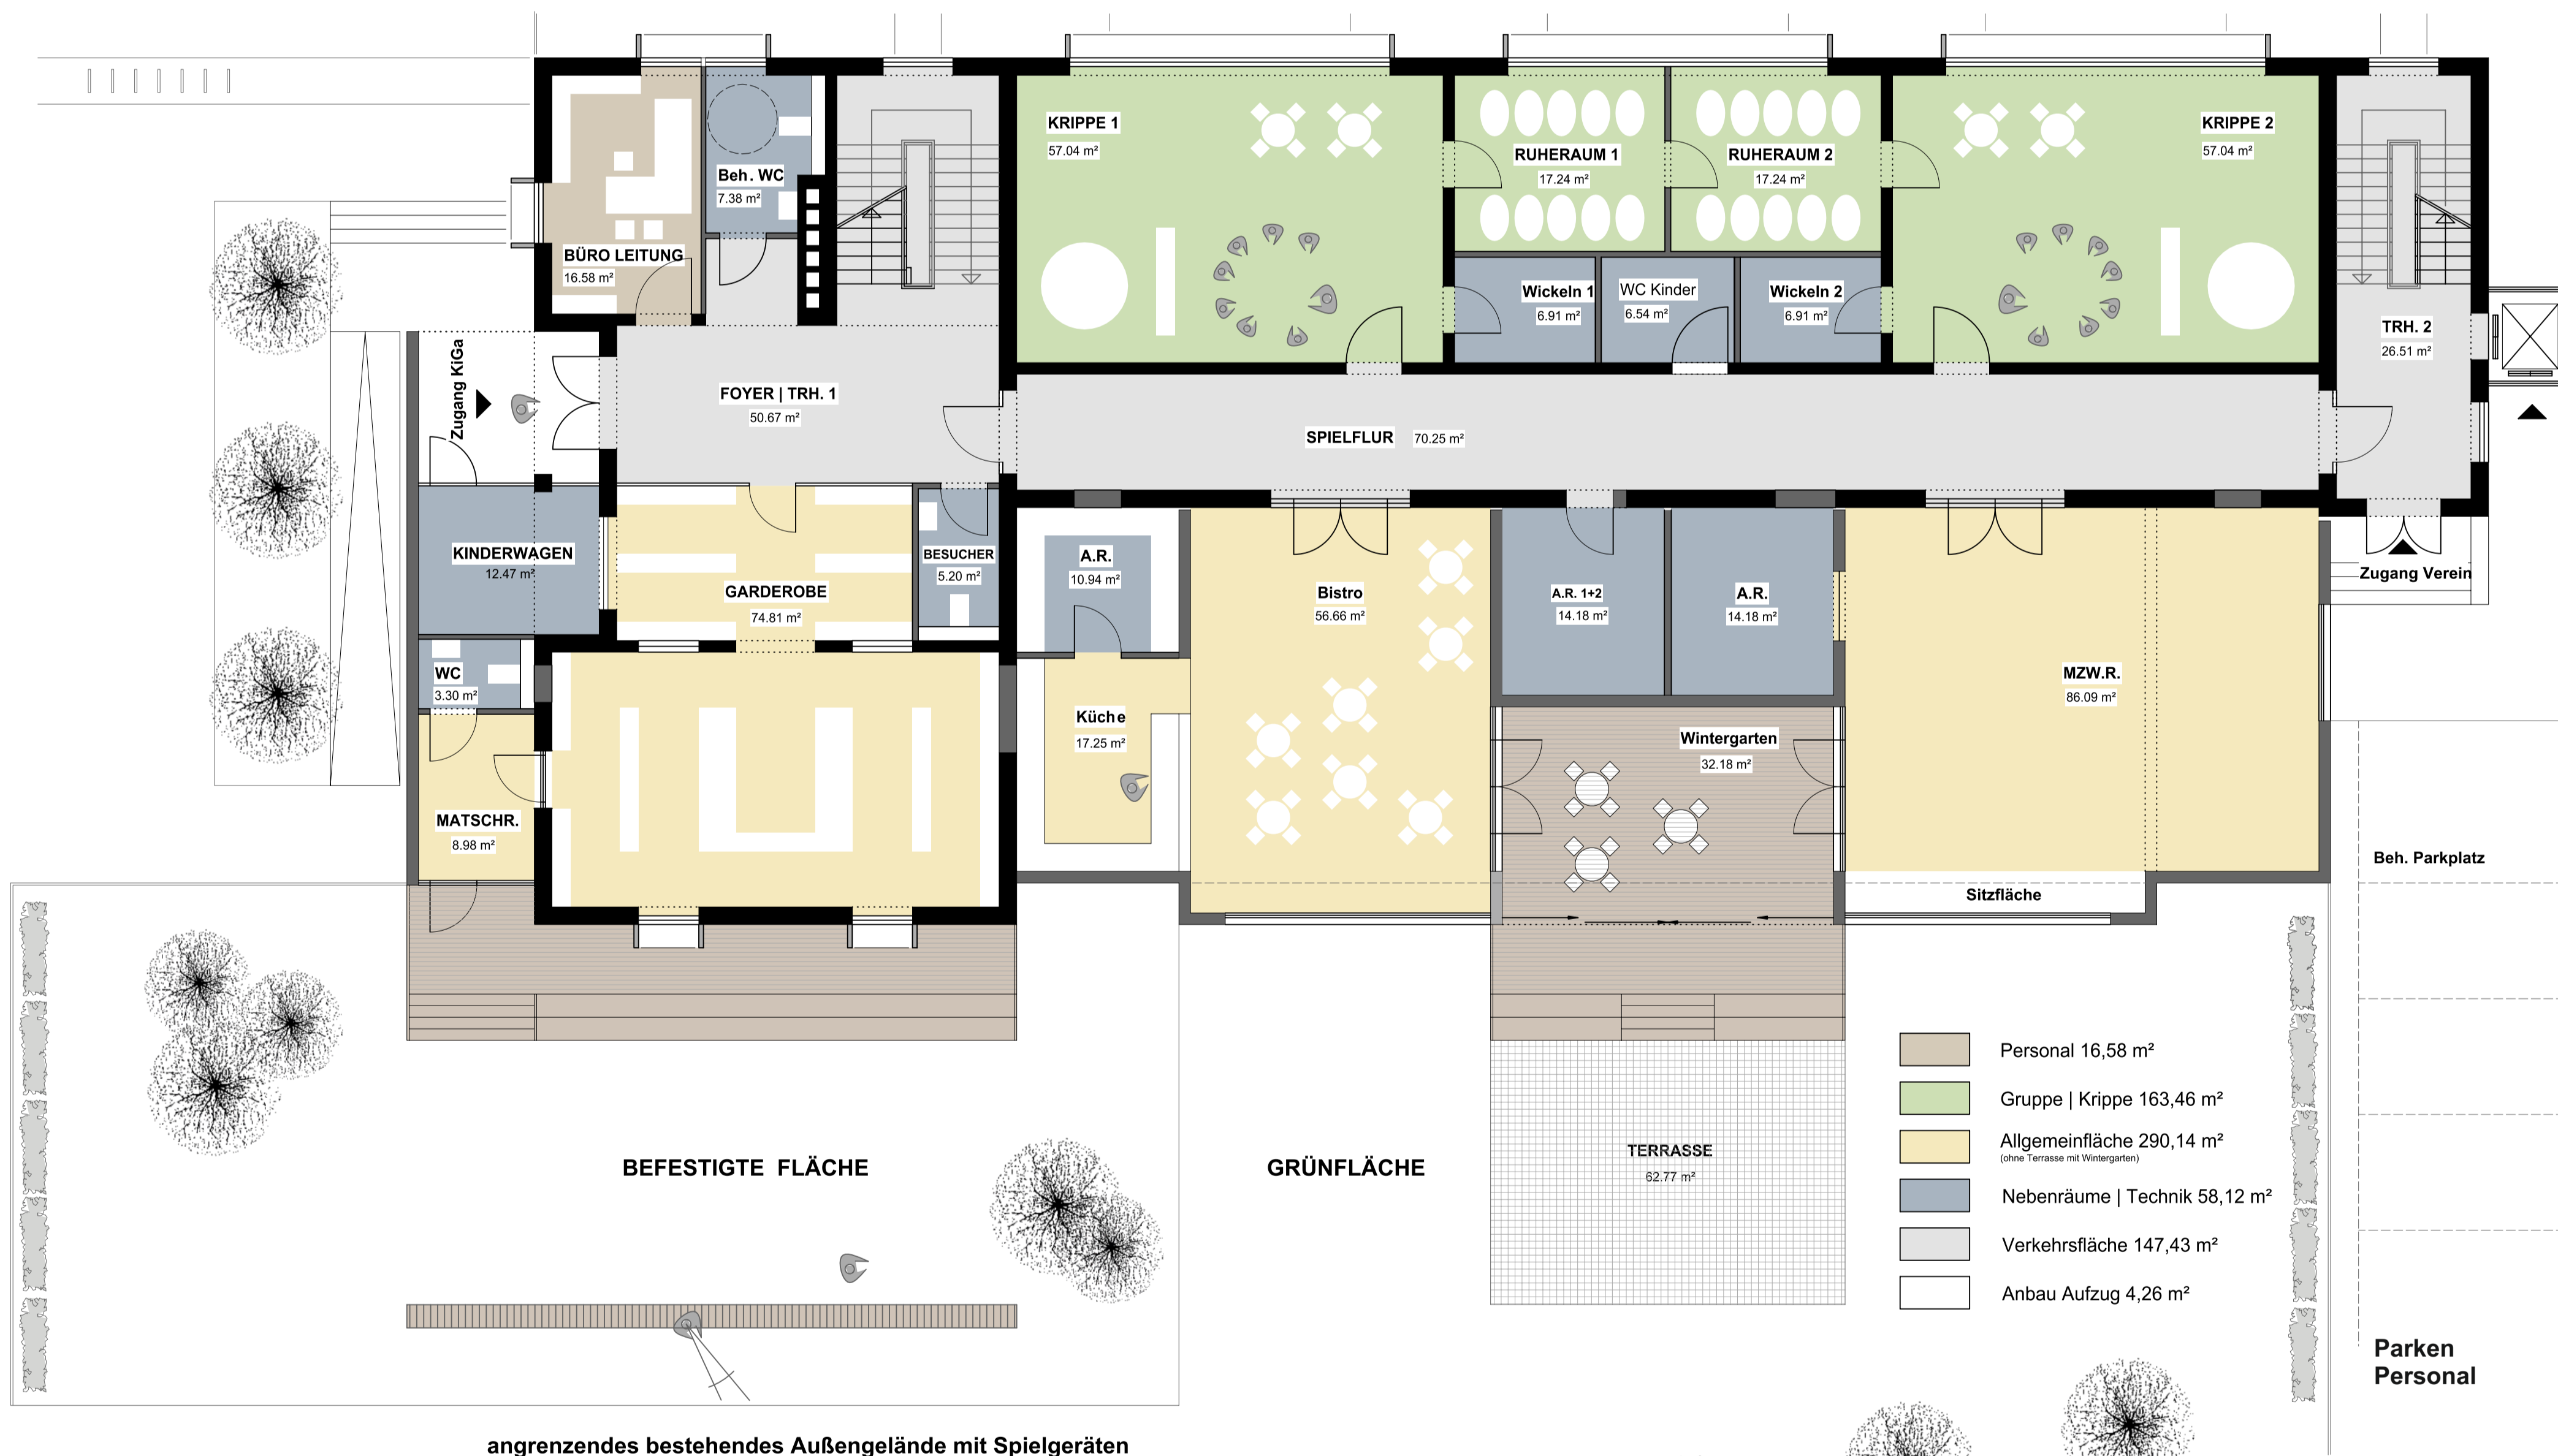 KRIPPE 1
57.04 m²
RUHERAUM 1
17.24 m²
RUHERAUM 2
17.24 m²
KRIPPE 2
57.04 m²
Beh. WC
7.38 m²
BÜRO LEITUNG
16.58 m²
Wickeln 1
6.91 m²
WC Kinder
6.54 m²
Wickeln 2
6.91 m²
TRH. 2
26.51 m²
Zugang KiGa
FOYER | TRH. 1
50.67 m²
SPIELFLUR 70.25 m²
KINDERWAGEN
12.47 m²
GARDEROBE
74.81 m²
BESUCHER
5.20 m²
A.R.
10.94 m²
Bistro
56.66 m²
A.R. 1+2
14.18 m²
A.R.
14.18 m²
Zugang Verein
WC
3.30 m²
MZW.R.
86.09 m²
Küche
17.25 m²
Wintergarten
32.18 m²
MATSCHR.
8.98 m²
Beh. Parkplatz
Sitzfläche
Personal 16,58 m²
Gruppe | Krippe 163,46 m²
Allgemeinfläche 290,14 m²
(ohne Terrasse mit Wintergarten)
Nebenräume | Technik 58,12 m²
Verkehrsfläche 147,43 m²
Anbau Aufzug 4,26 m²
BEFESTIGTE FLÄCHE
GRÜNFLÄCHE
TERRASSE
62.77 m²
Parken
Personal
angrenzendes bestehendes Außengelände mit Spielgeräten